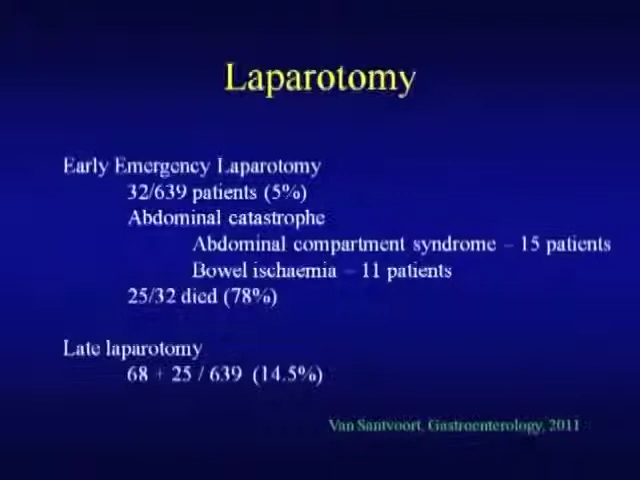 Laparotomy
Early Emergency Laparotomy
32/639 patients (5%)
Abdominal catastrophe
Abdominal compartment syndrome – 15 patients
Bowel ischaemia – 11 patients
25/32 died (78%)
Late laparotomy
68 + 25 / 639 (14.5%)
Van Santvoort, Gastroenterology, 2011